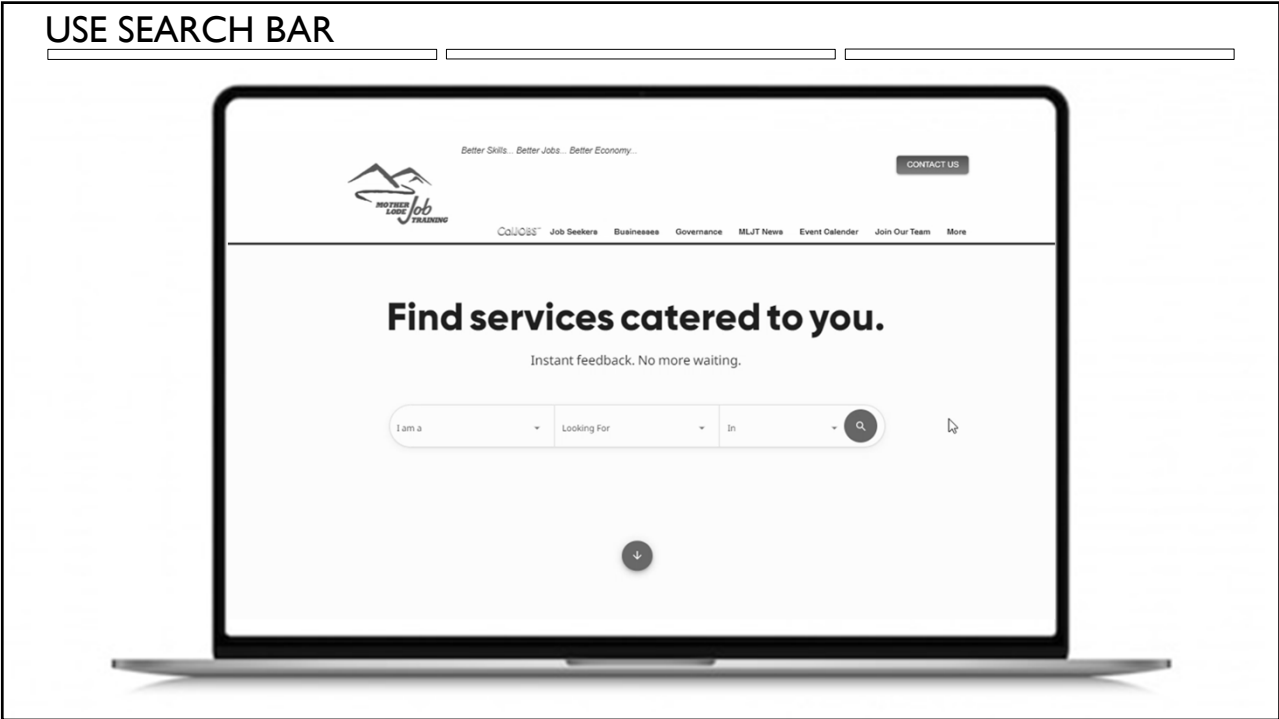 USE SEARCH BAR
Better Skills... Better Jobs... Better Economy...
CONTACT US
MOTHER
LODE Job
TRAINING
CalJOBS℠ Job Seekers Businesses Governance MLJT News Event Calender Join Our Team More
Find services catered to you.
Instant feedback. No more waiting.
I am a Looking For In